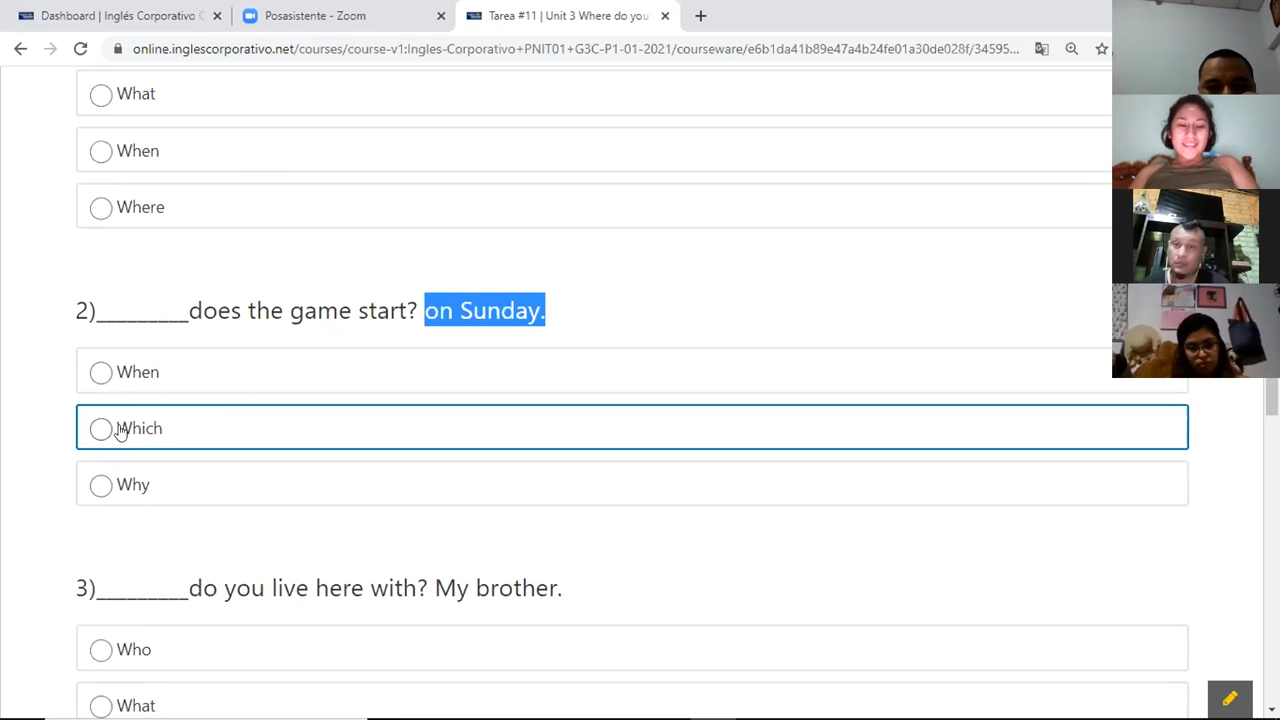 Dashboard | Inglés Corporativo C
Posasistente - Zoom
Tarea #11 | Unit 3 Where do you
online.inglescorporativo.net/courses/course-v1:Ingles-Corporativo+PNIT01+G3C-P1-01-2021/courseware/e6b1da41b89e47a4b24fe01a30de028f/34595...
What
When
Where
2)_________does the game start? on Sunday.
When
Which
Why
3)_________do you live here with? My brother.
Who
What